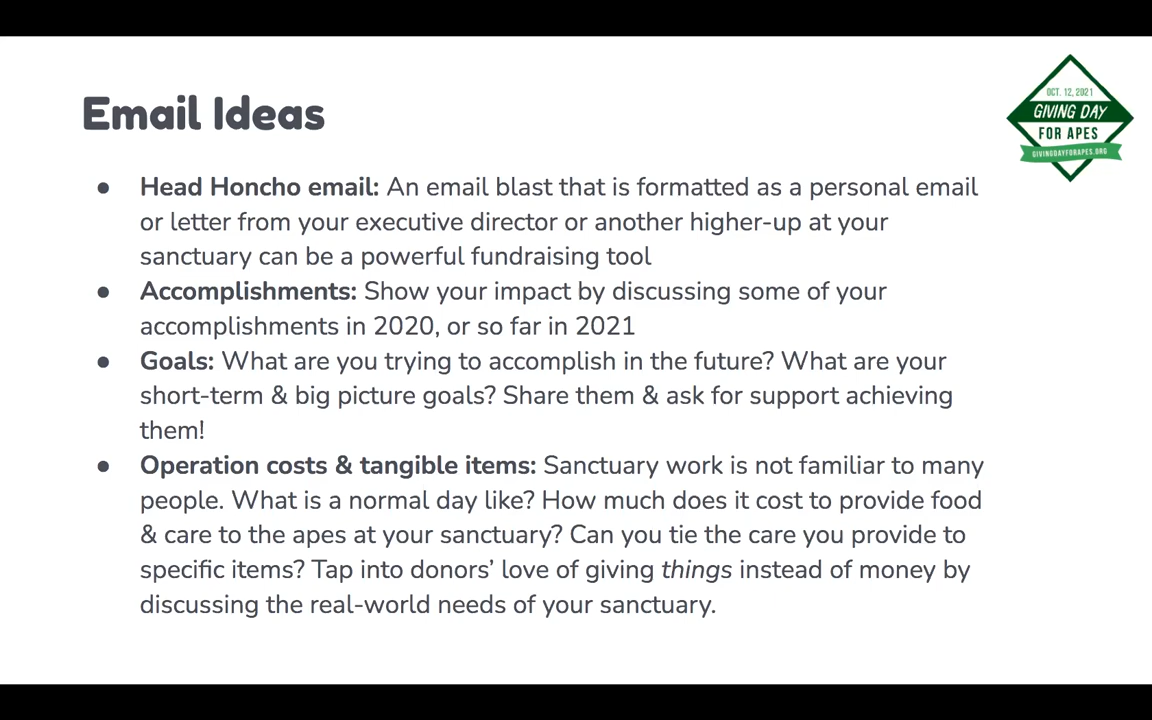 Email Ideas
OCT. 12, 2021
GIVING DAY
FOR APES
GIVINGDAYFORAPES.ORG
● Head Honcho email: An email blast that is formatted as a personal email
or letter from your executive director or another higher-up at your
sanctuary can be a powerful fundraising tool
● Accomplishments: Show your impact by discussing some of your
accomplishments in 2020, or so far in 2021
● Goals: What are you trying to accomplish in the future? What are your
short-term & big picture goals? Share them & ask for support achieving
them!
● Operation costs & tangible items: Sanctuary work is not familiar to many
people. What is a normal day like? How much does it cost to provide food
& care to the apes at your sanctuary? Can you tie the care you provide to
specific items? Tap into donors’ love of giving things instead of money by
discussing the real-world needs of your sanctuary.